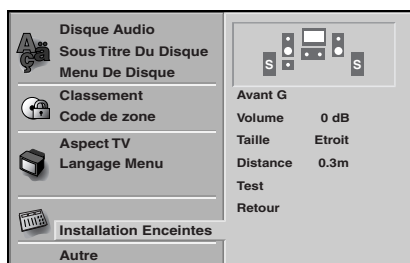 Disque Audio
Sous Titre Du Disque
Menu De Disque
Classement
Code de zone
Aspect TV
Langage Menu
Installation Enceintes
Autre
S S
Avant G
Volume 0 dB
Taille Etroit
Distance 0.3m
Test
Retour